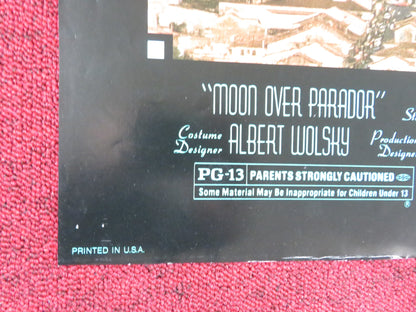 "MOON OVER PARADOR"
Costume Designer ALBERT WOLSKY Production Designer
PG-13 PARENTS STRONGLY CAUTIONED
Some Material May Be Inappropriate for Children Under 13
®
PRINTED IN U.S.A.